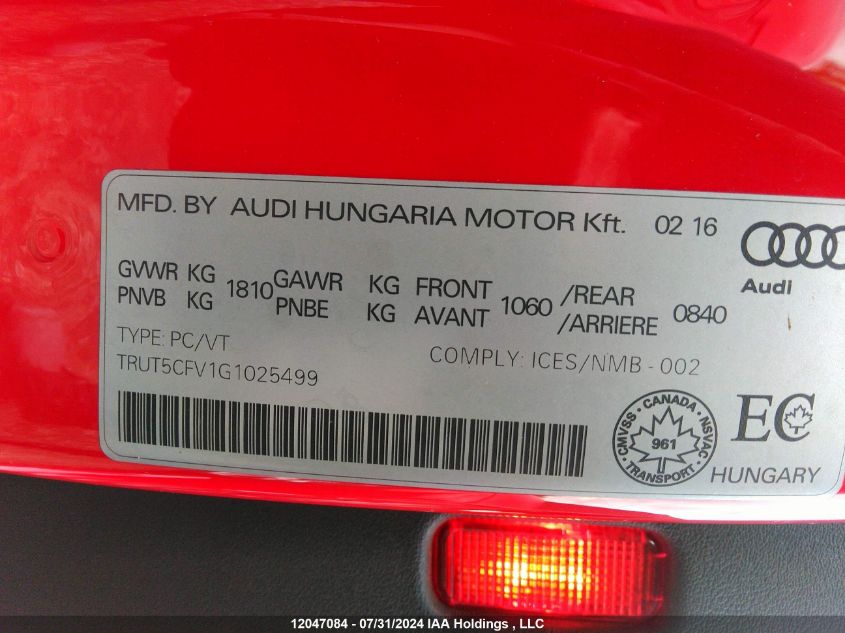 MFD. BY AUDI HUNGARIA MOTOR Kft. 02 16
Audi
GVWR KG 1810 GAWR KG FRONT 1060 /REAR 0840
PNVB KG PNBE KG AVANT /ARRIERE
TYPE: PC/VT
COMPLY: ICES/NMB - 002
TRUT5CFV1G1025499
CMVSS CANADA NSVAC
961
TRANSPORT
EC
HUNGARY
12047084 - 07/31/2024 IAA Holdings , LLC